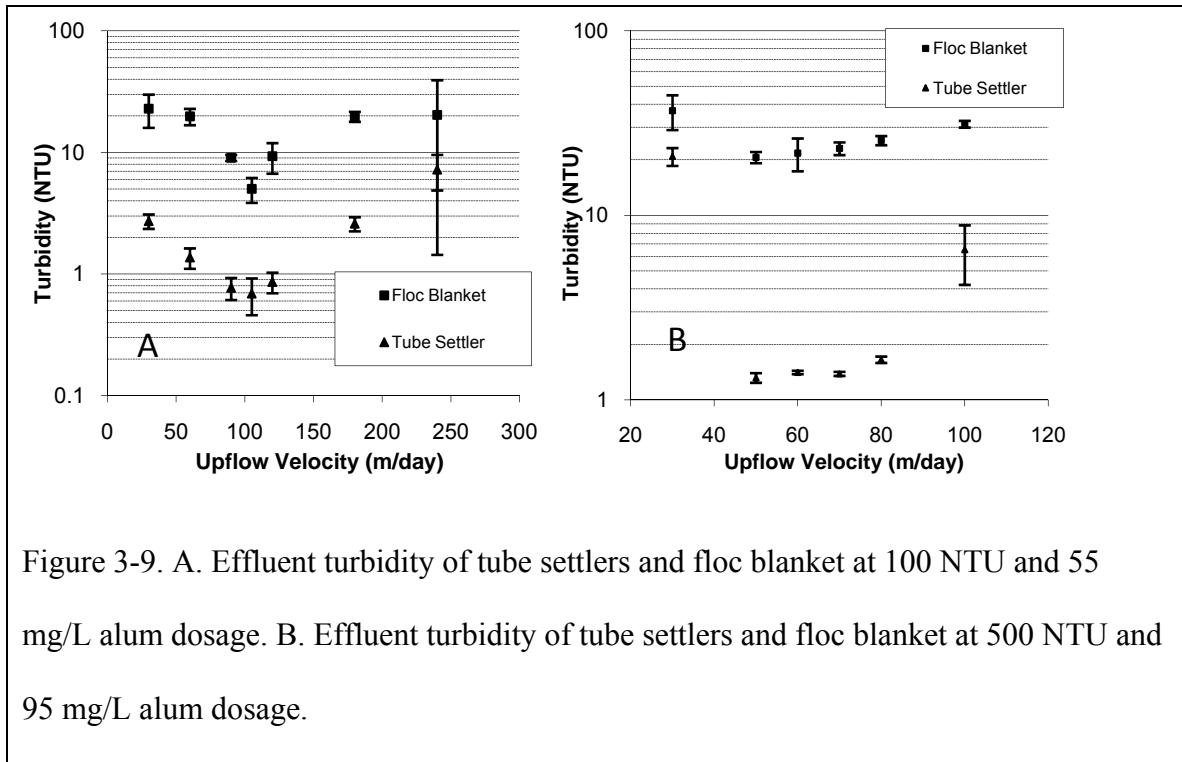 100
10
1
0.1
Turbidity (NTU)
0 50 100 150 200 250 300
Upflow Velocity (m/day)
Floc Blanket
Tube Settler
A
100
10
1
Turbidity (NTU)
20 40 60 80 100 120
Upflow Velocity (m/day)
Floc Blanket
Tube Settler
B
Figure 3-9. A. Effluent turbidity of tube settlers and floc blanket at 100 NTU and 55
mg/L alum dosage. B. Effluent turbidity of tube settlers and floc blanket at 500 NTU and
95 mg/L alum dosage.